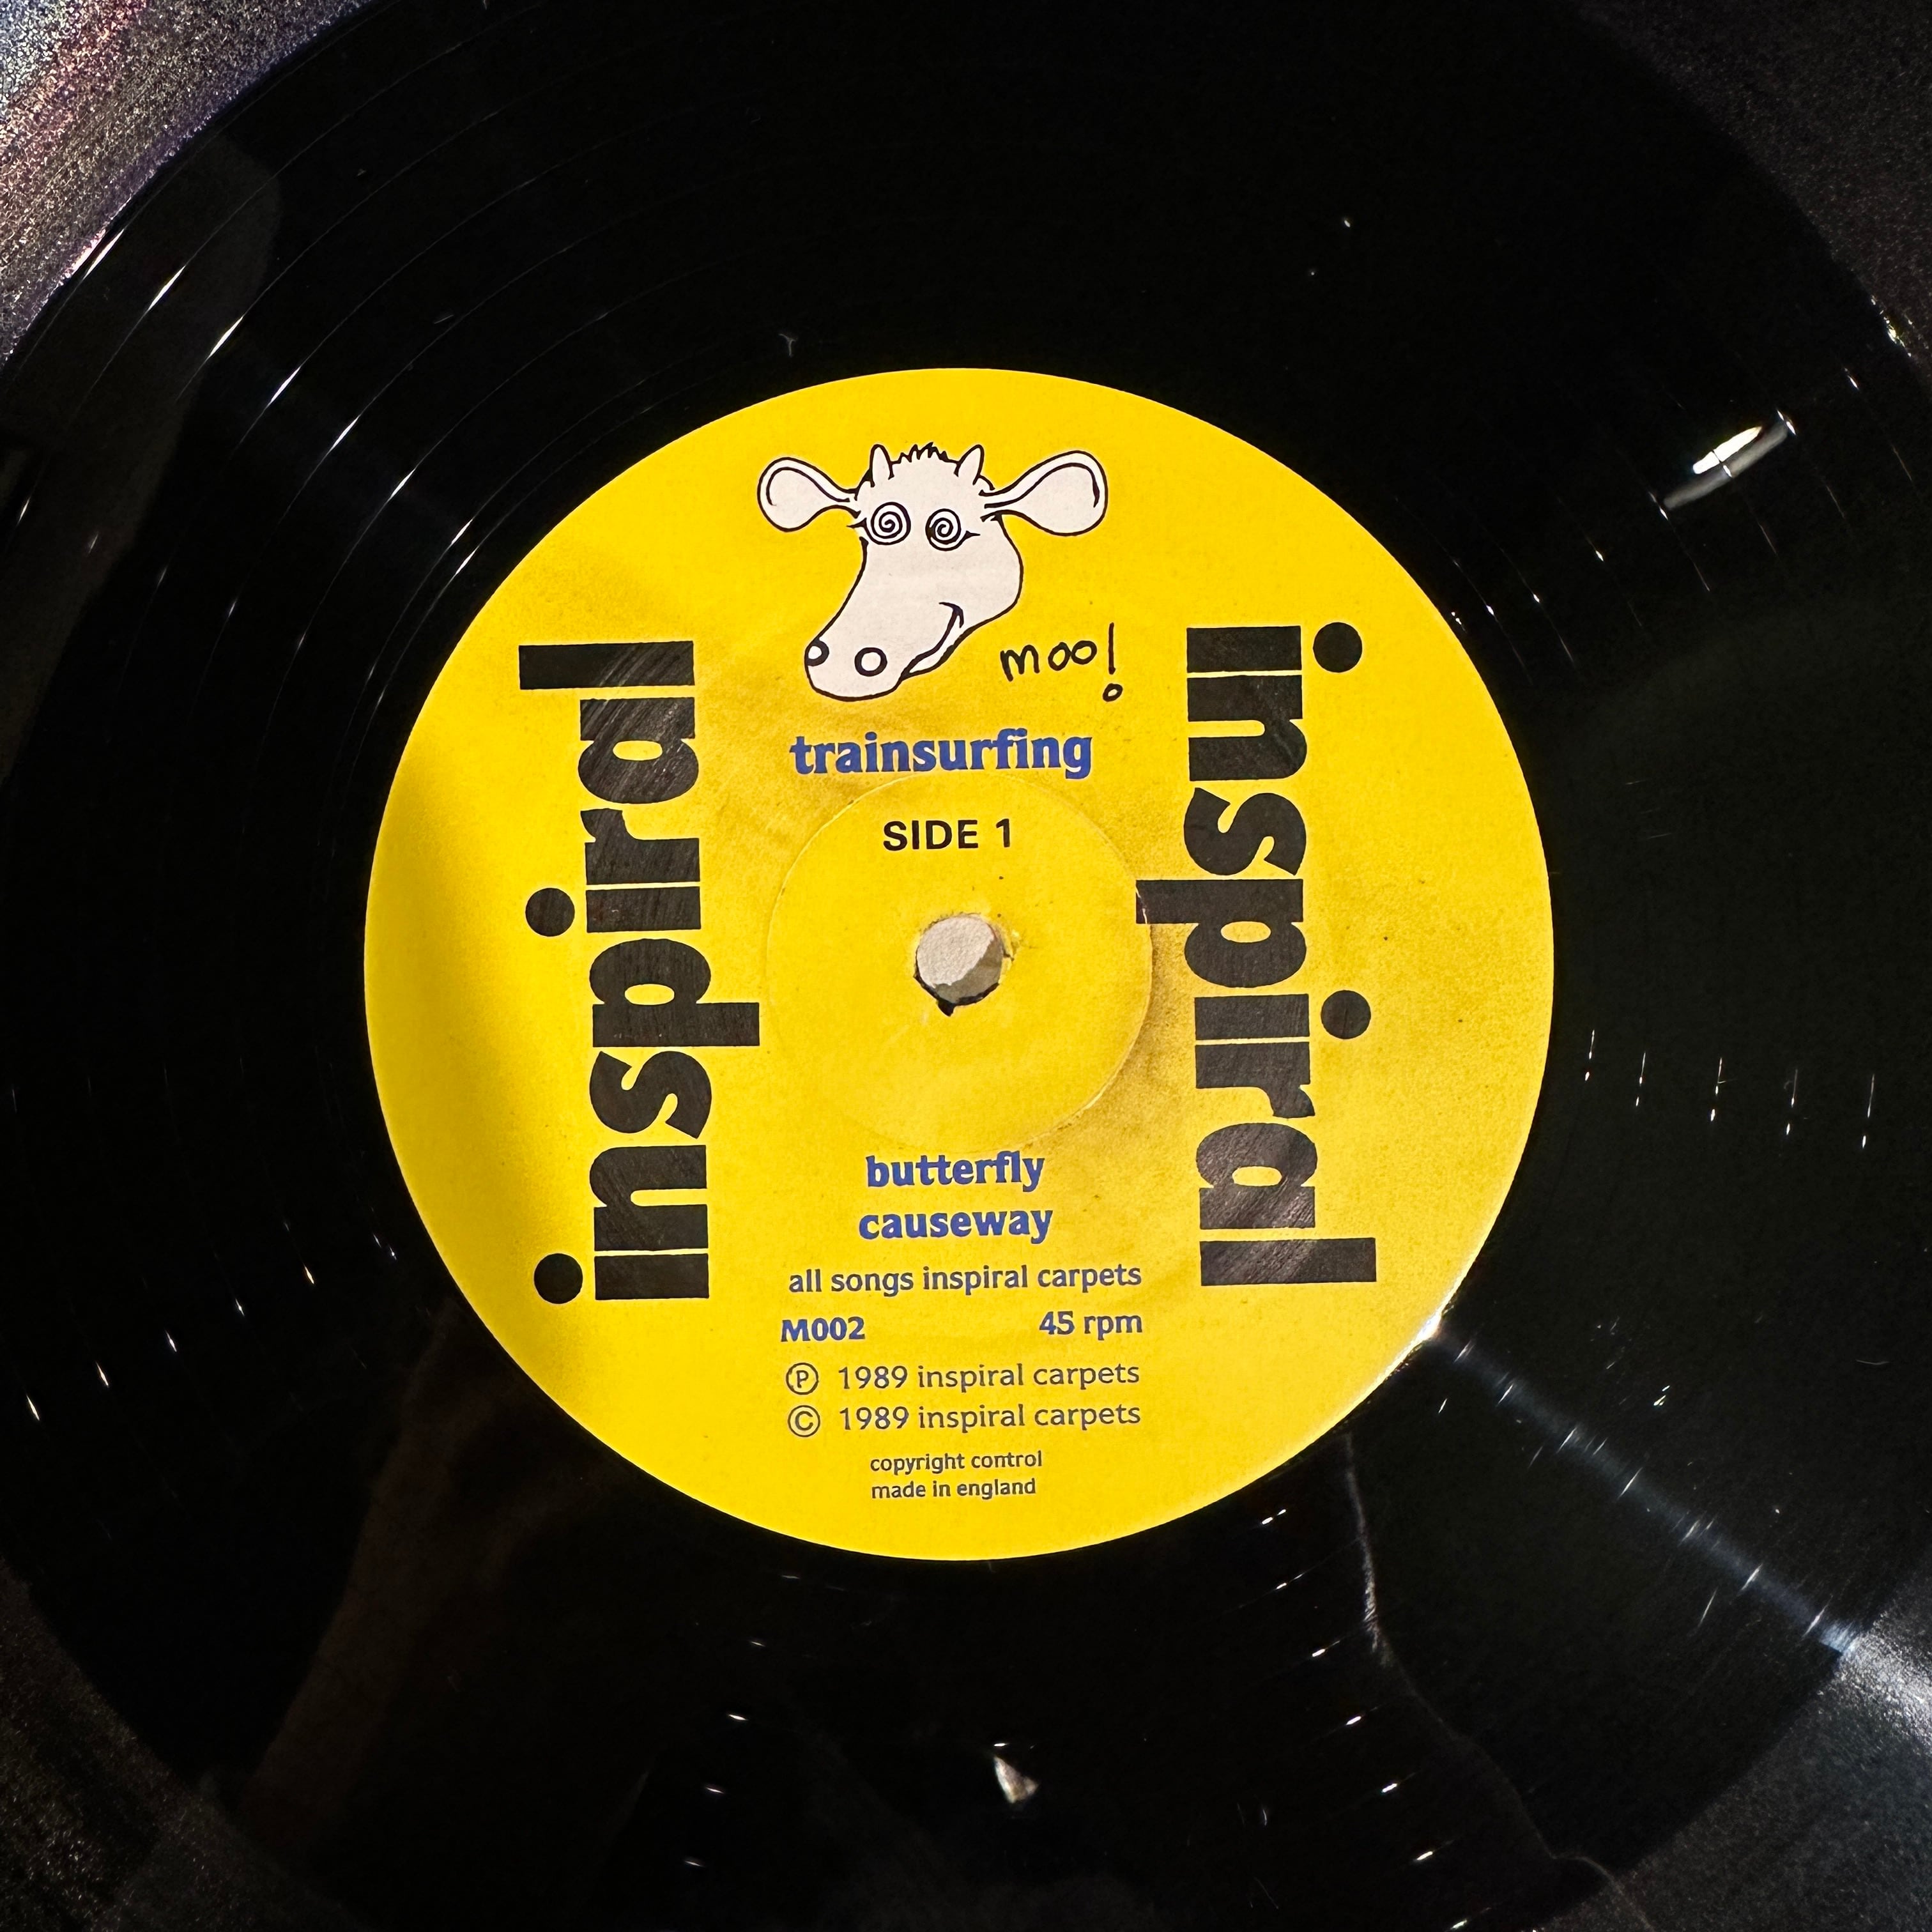 moo!
trainsurfing
SIDE 1
inspiral
inspiral
butterfly
causeway
all songs inspiral carpets
M002 45 rpm
Ⓟ 1989 inspiral carpets
© 1989 inspiral carpets
copyright control
made in england